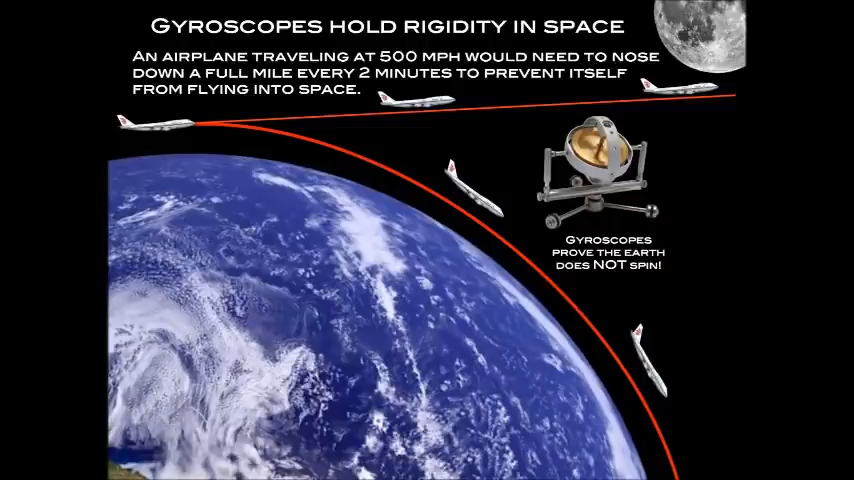 Gyroscopes hold rigidity in space
An airplane traveling at 500 mph would need to nose
down a full mile every 2 minutes to prevent itself
from flying into space.
Gyroscopes
prove the earth
does NOT spin!